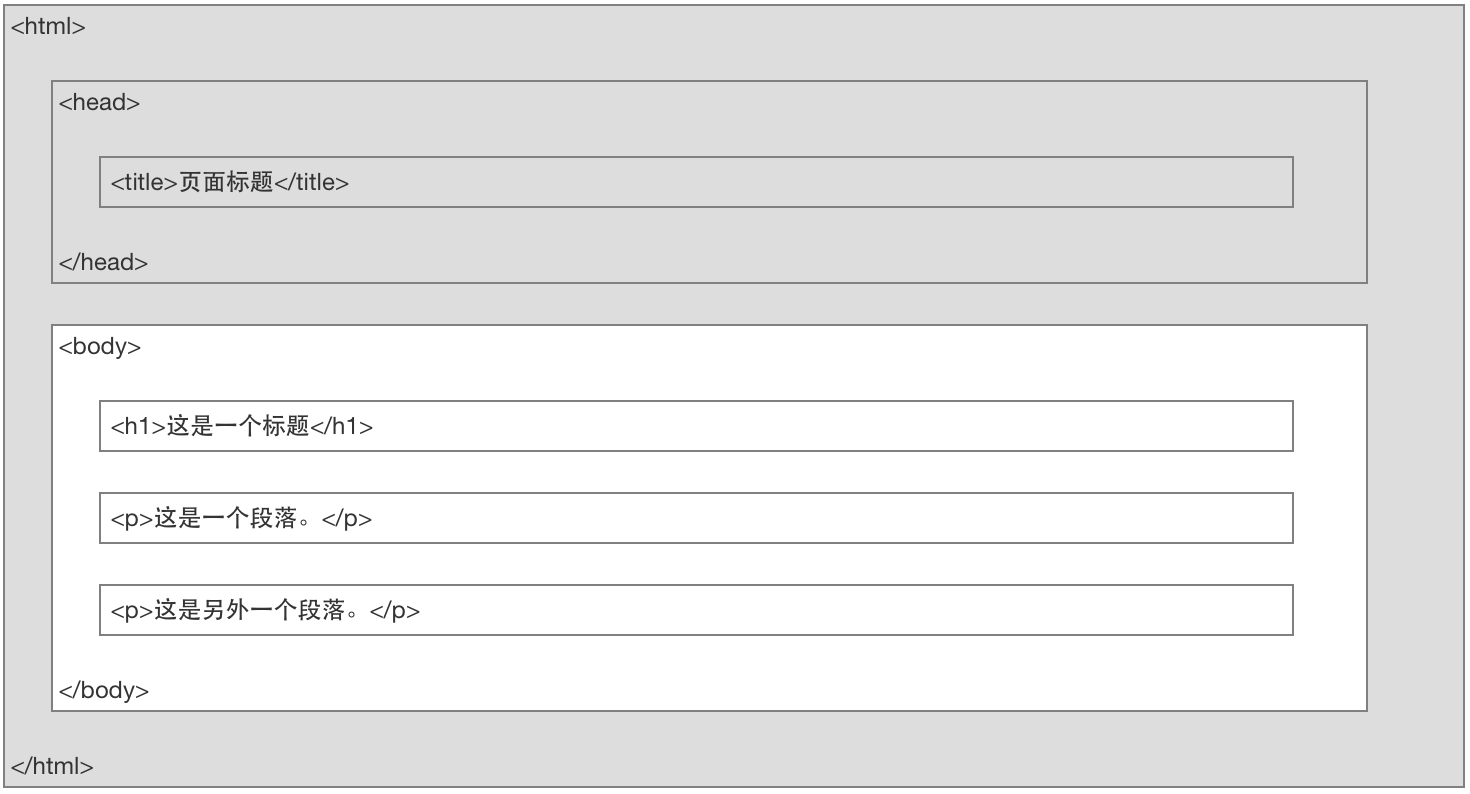 <html>
<head>
<title>页面标题</title>
</head>
<body>
<h1>这是一个标题</h1>
<p>这是一个段落。</p>
<p>这是另外一个段落。</p>
</body>
</html>